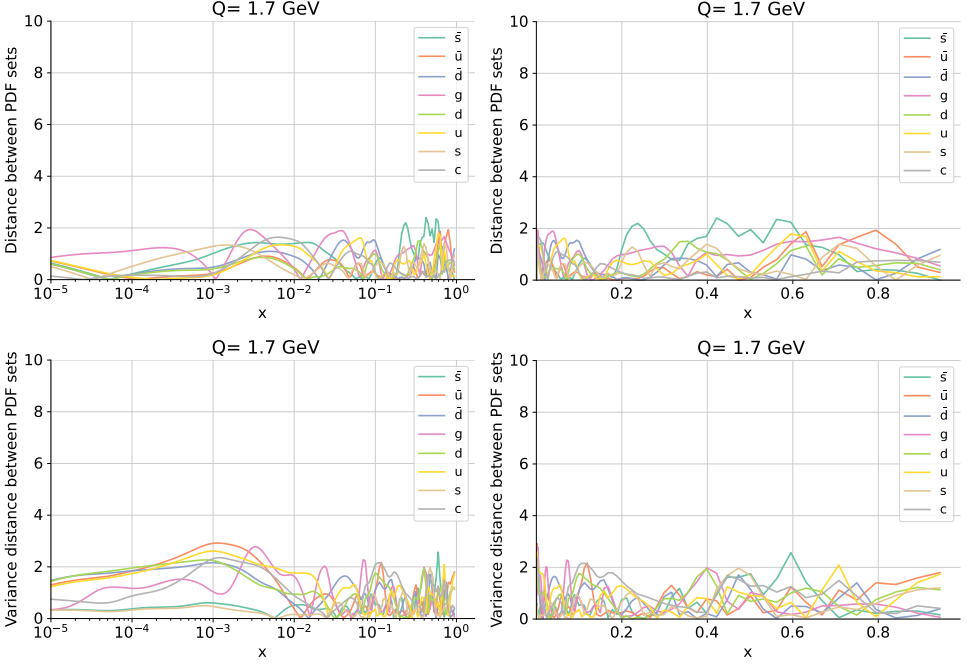 Q= 1.7 GeV
Distance between PDF sets
10
8
6
4
2
0
10⁻⁵
10⁻⁴
10⁻³
10⁻²
10⁻¹
10⁰
x
s̄
ū
d̄
g
d
u
s
c
Q= 1.7 GeV
Distance between PDF sets
10
8
6
4
2
0
0.2
0.4
0.6
0.8
x
s̄
ū
d̄
g
d
u
s
c
Q= 1.7 GeV
Variance distance between PDF sets
10
8
6
4
2
0
10⁻⁵
10⁻⁴
10⁻³
10⁻²
10⁻¹
10⁰
x
s̄
ū
d̄
g
d
u
s
c
Q= 1.7 GeV
Variance distance between PDF sets
10
8
6
4
2
0
0.2
0.4
0.6
0.8
x
s̄
ū
d̄
g
d
u
s
c